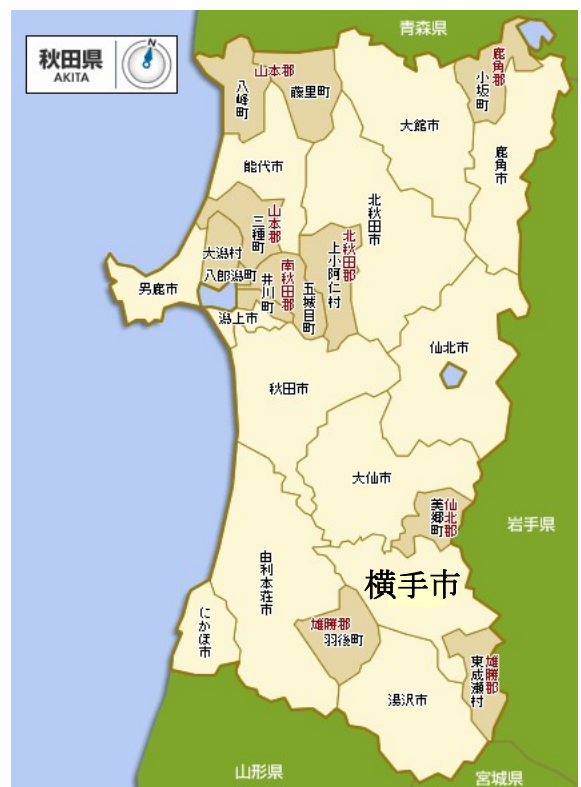 青森県
秋田県
AKITA
N
山本郡
八峰町
藤里町
鹿角郡
小坂町
大館市
鹿角市
能代市
北秋田市
山本郡
三種町
大潟村
八郎潟町
男鹿市
井川町
南秋田郡
五城目町
北秋田郡
上小阿仁村
潟上市
仙北市
秋田市
大仙市
仙北郡
美郷町
岩手県
由利本荘市
横手市
にかほ市
雄勝郡
羽後町
雄勝郡
東成瀬村
湯沢市
山形県
宮城県